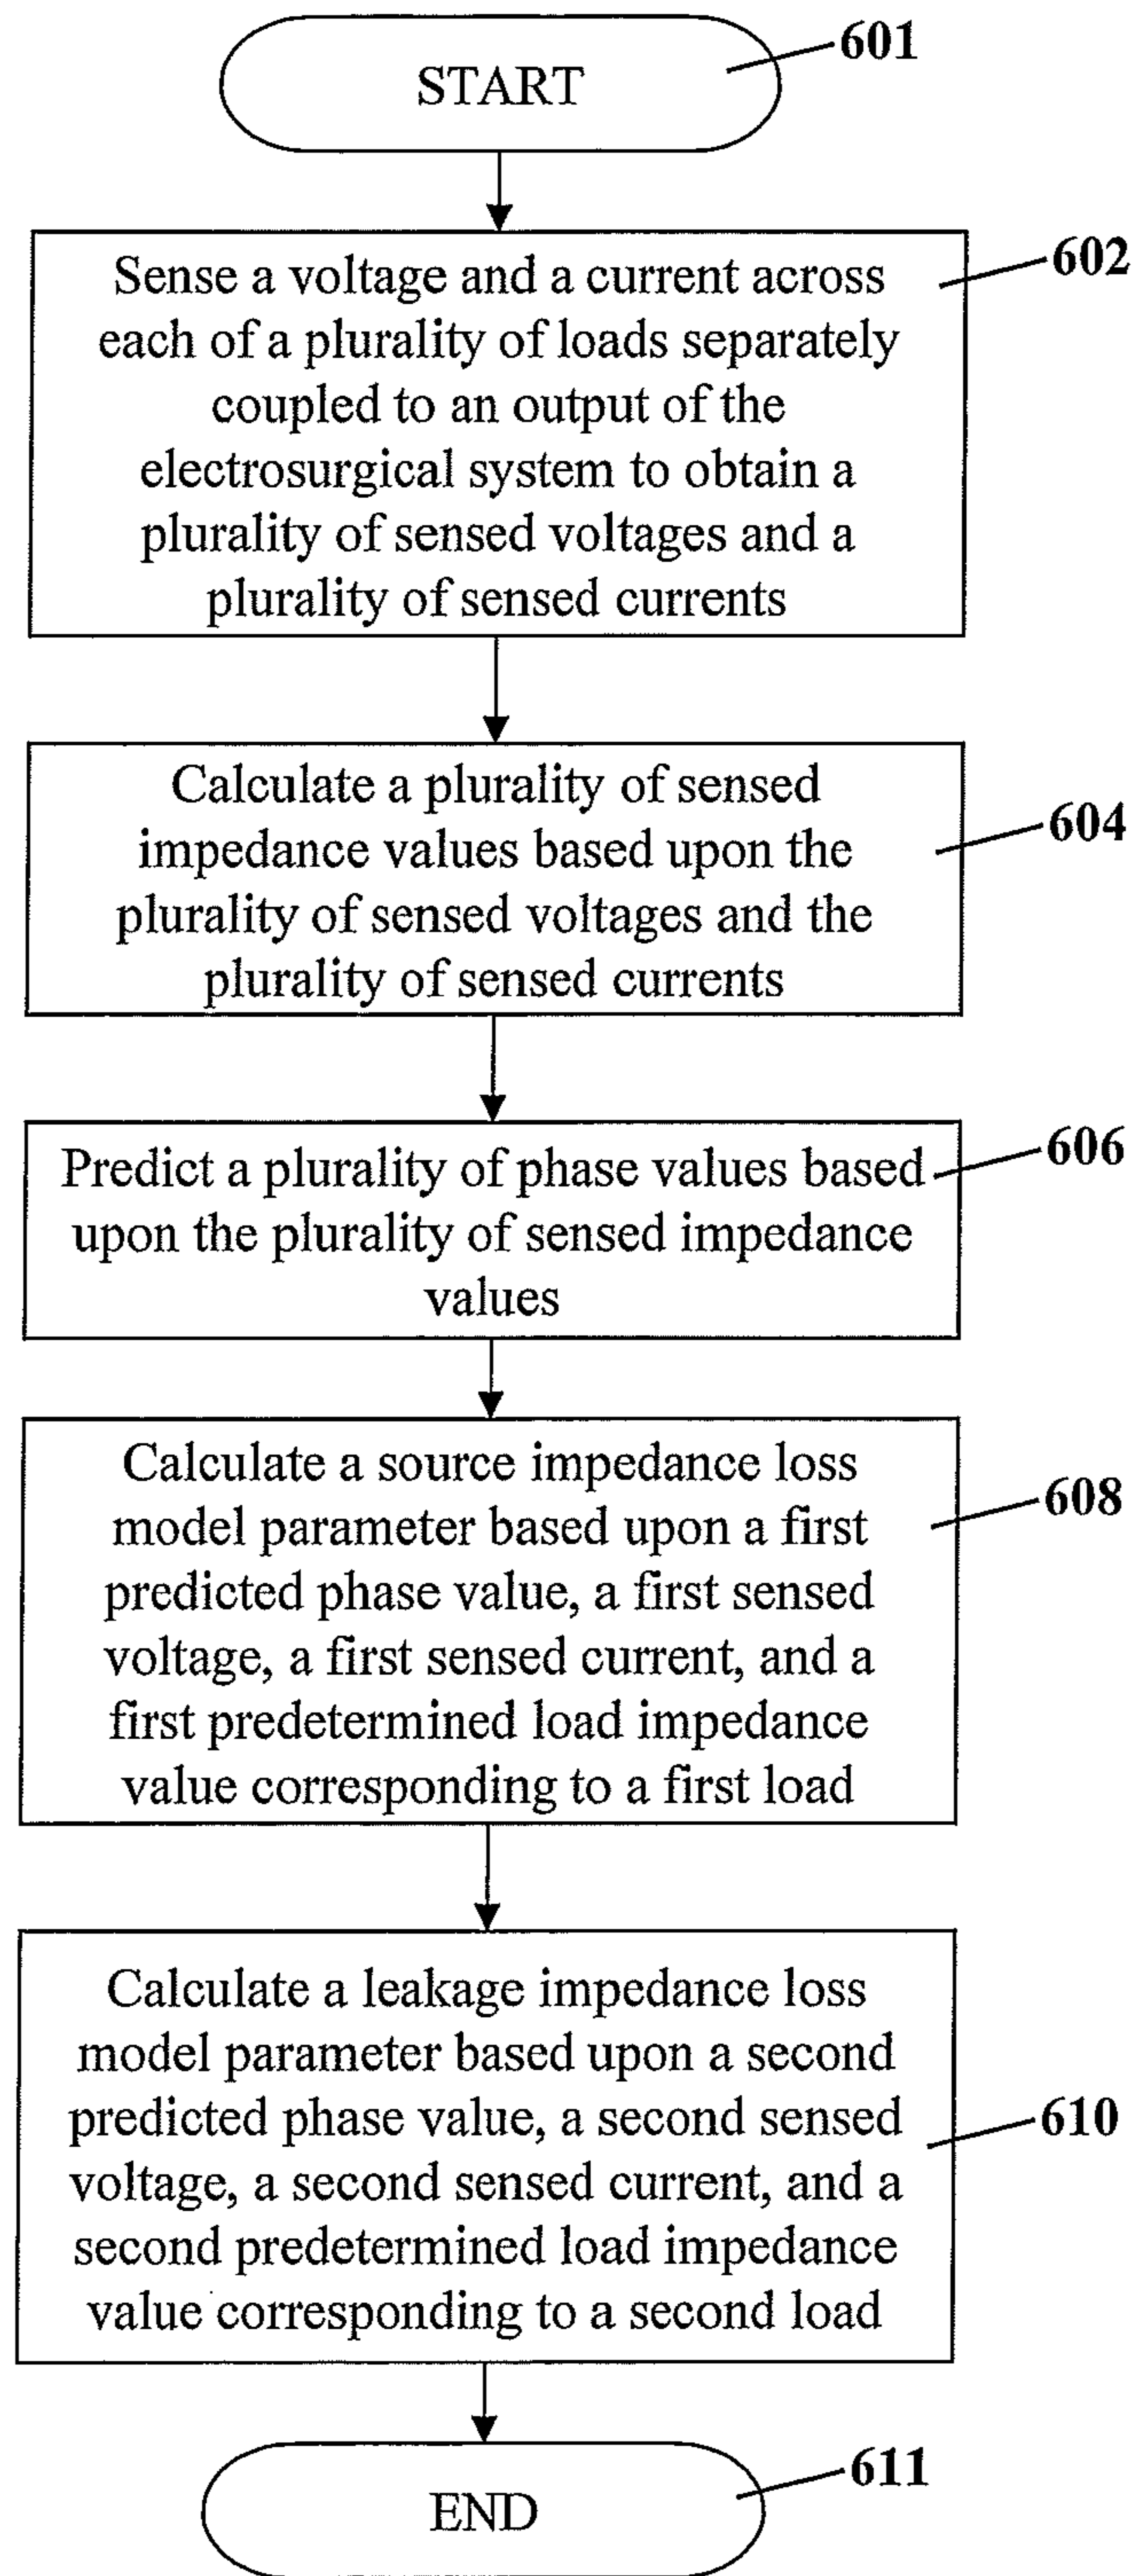 START
601
Sense a voltage and a current across
each of a plurality of loads separately
coupled to an output of the
electrosurgical system to obtain a
plurality of sensed voltages and a
plurality of sensed currents
602
Calculate a plurality of sensed
impedance values based upon the
plurality of sensed voltages and the
plurality of sensed currents
604
Predict a plurality of phase values based
upon the plurality of sensed impedance
values
606
Calculate a source impedance loss
model parameter based upon a first
predicted phase value, a first sensed
voltage, a first sensed current, and a
first predetermined load impedance
value corresponding to a first load
608
Calculate a leakage impedance loss
model parameter based upon a second
predicted phase value, a second sensed
voltage, a second sensed current, and a
second predetermined load impedance
value corresponding to a second load
610
END
611